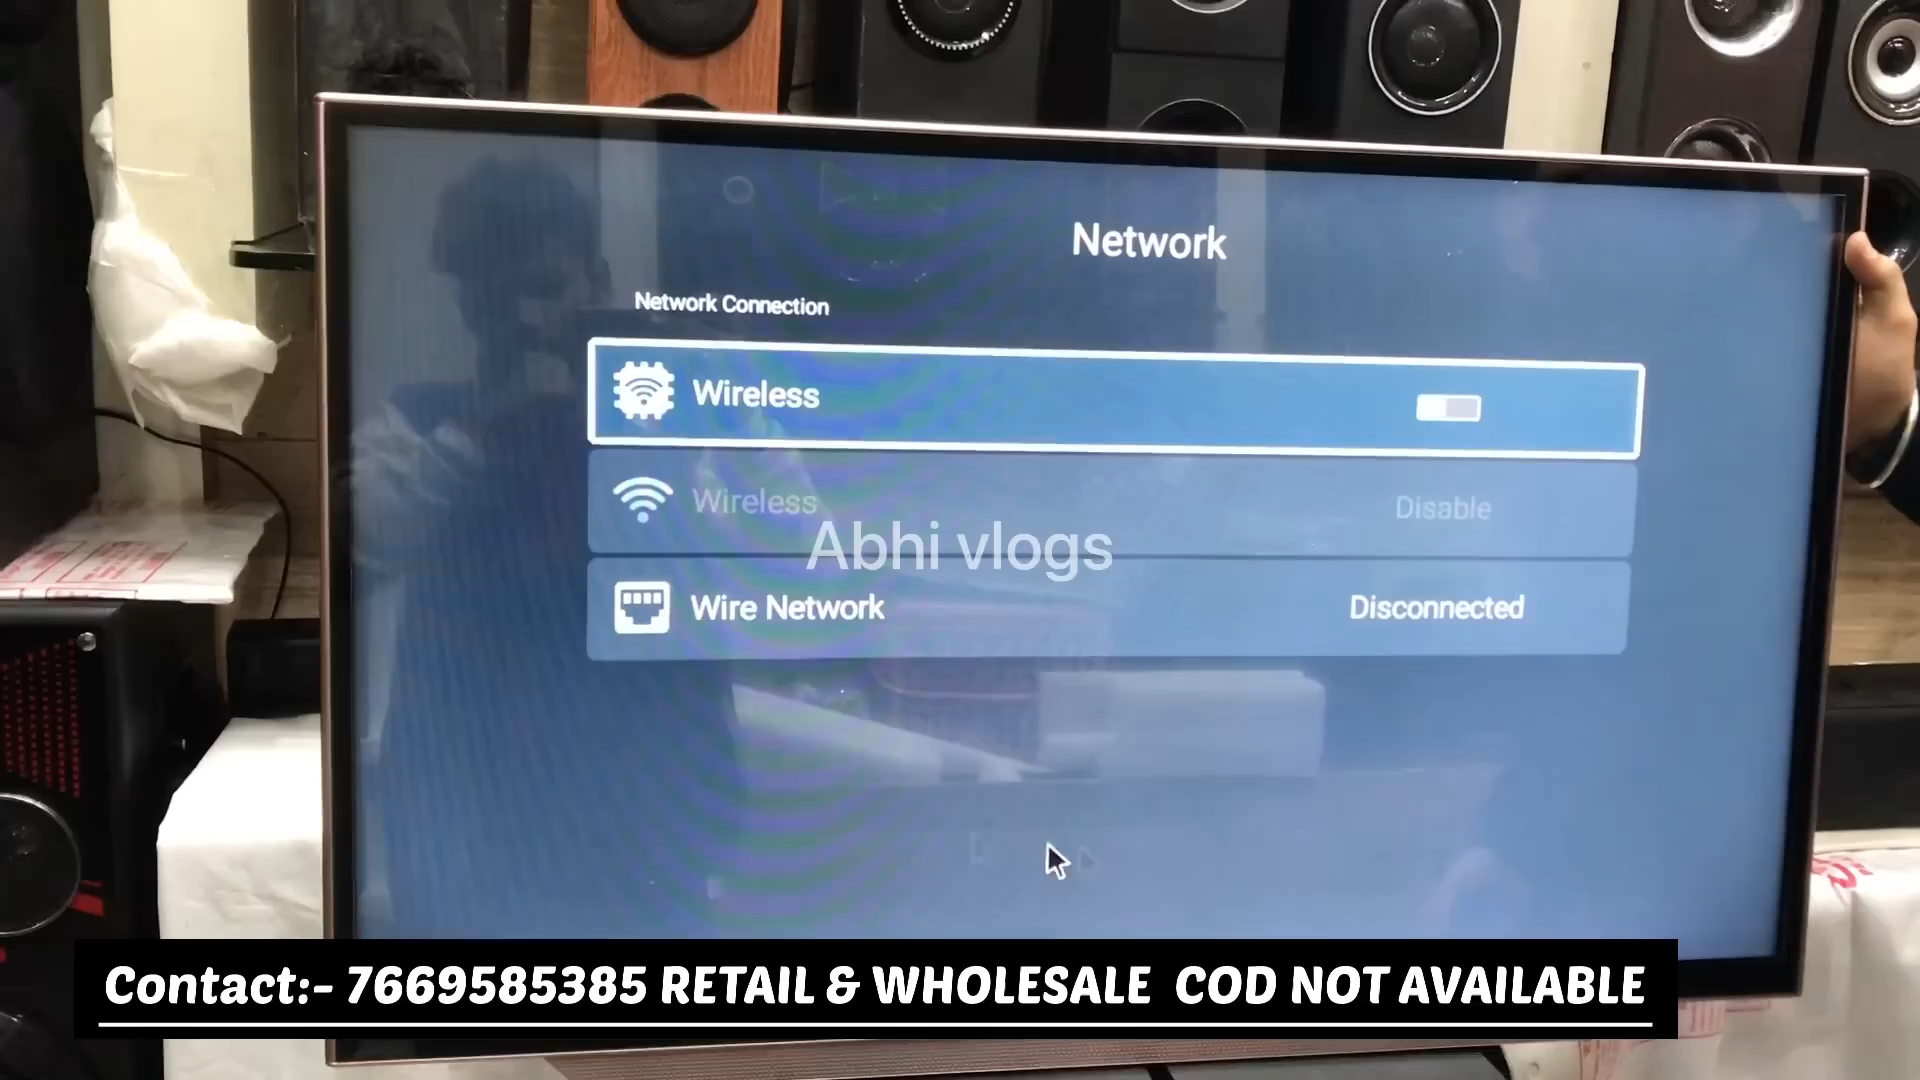 Network
Network Connection
Wireless
Wireless Disable
Abhi vlogs
Wire Network Disconnected
Contact:- 7669585385 RETAIL & WHOLESALE COD NOT AVAILABLE